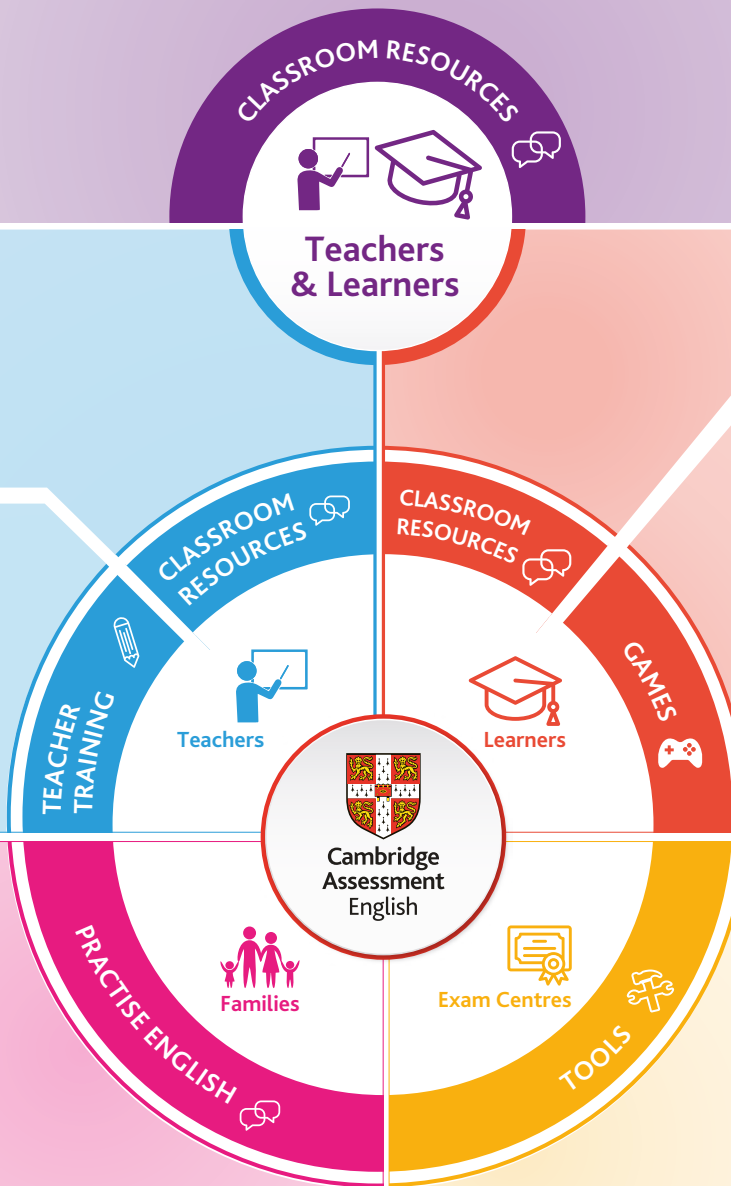 CLASSROOM RESOURCES
Teachers
& Learners
CLASSROOM
RESOURCES
CLASSROOM
RESOURCES
TEACHER
TRAINING
GAMES
Teachers
Learners
Cambridge
Assessment
English
Families
Exam Centres
PRACTISE ENGLISH
TOOLS